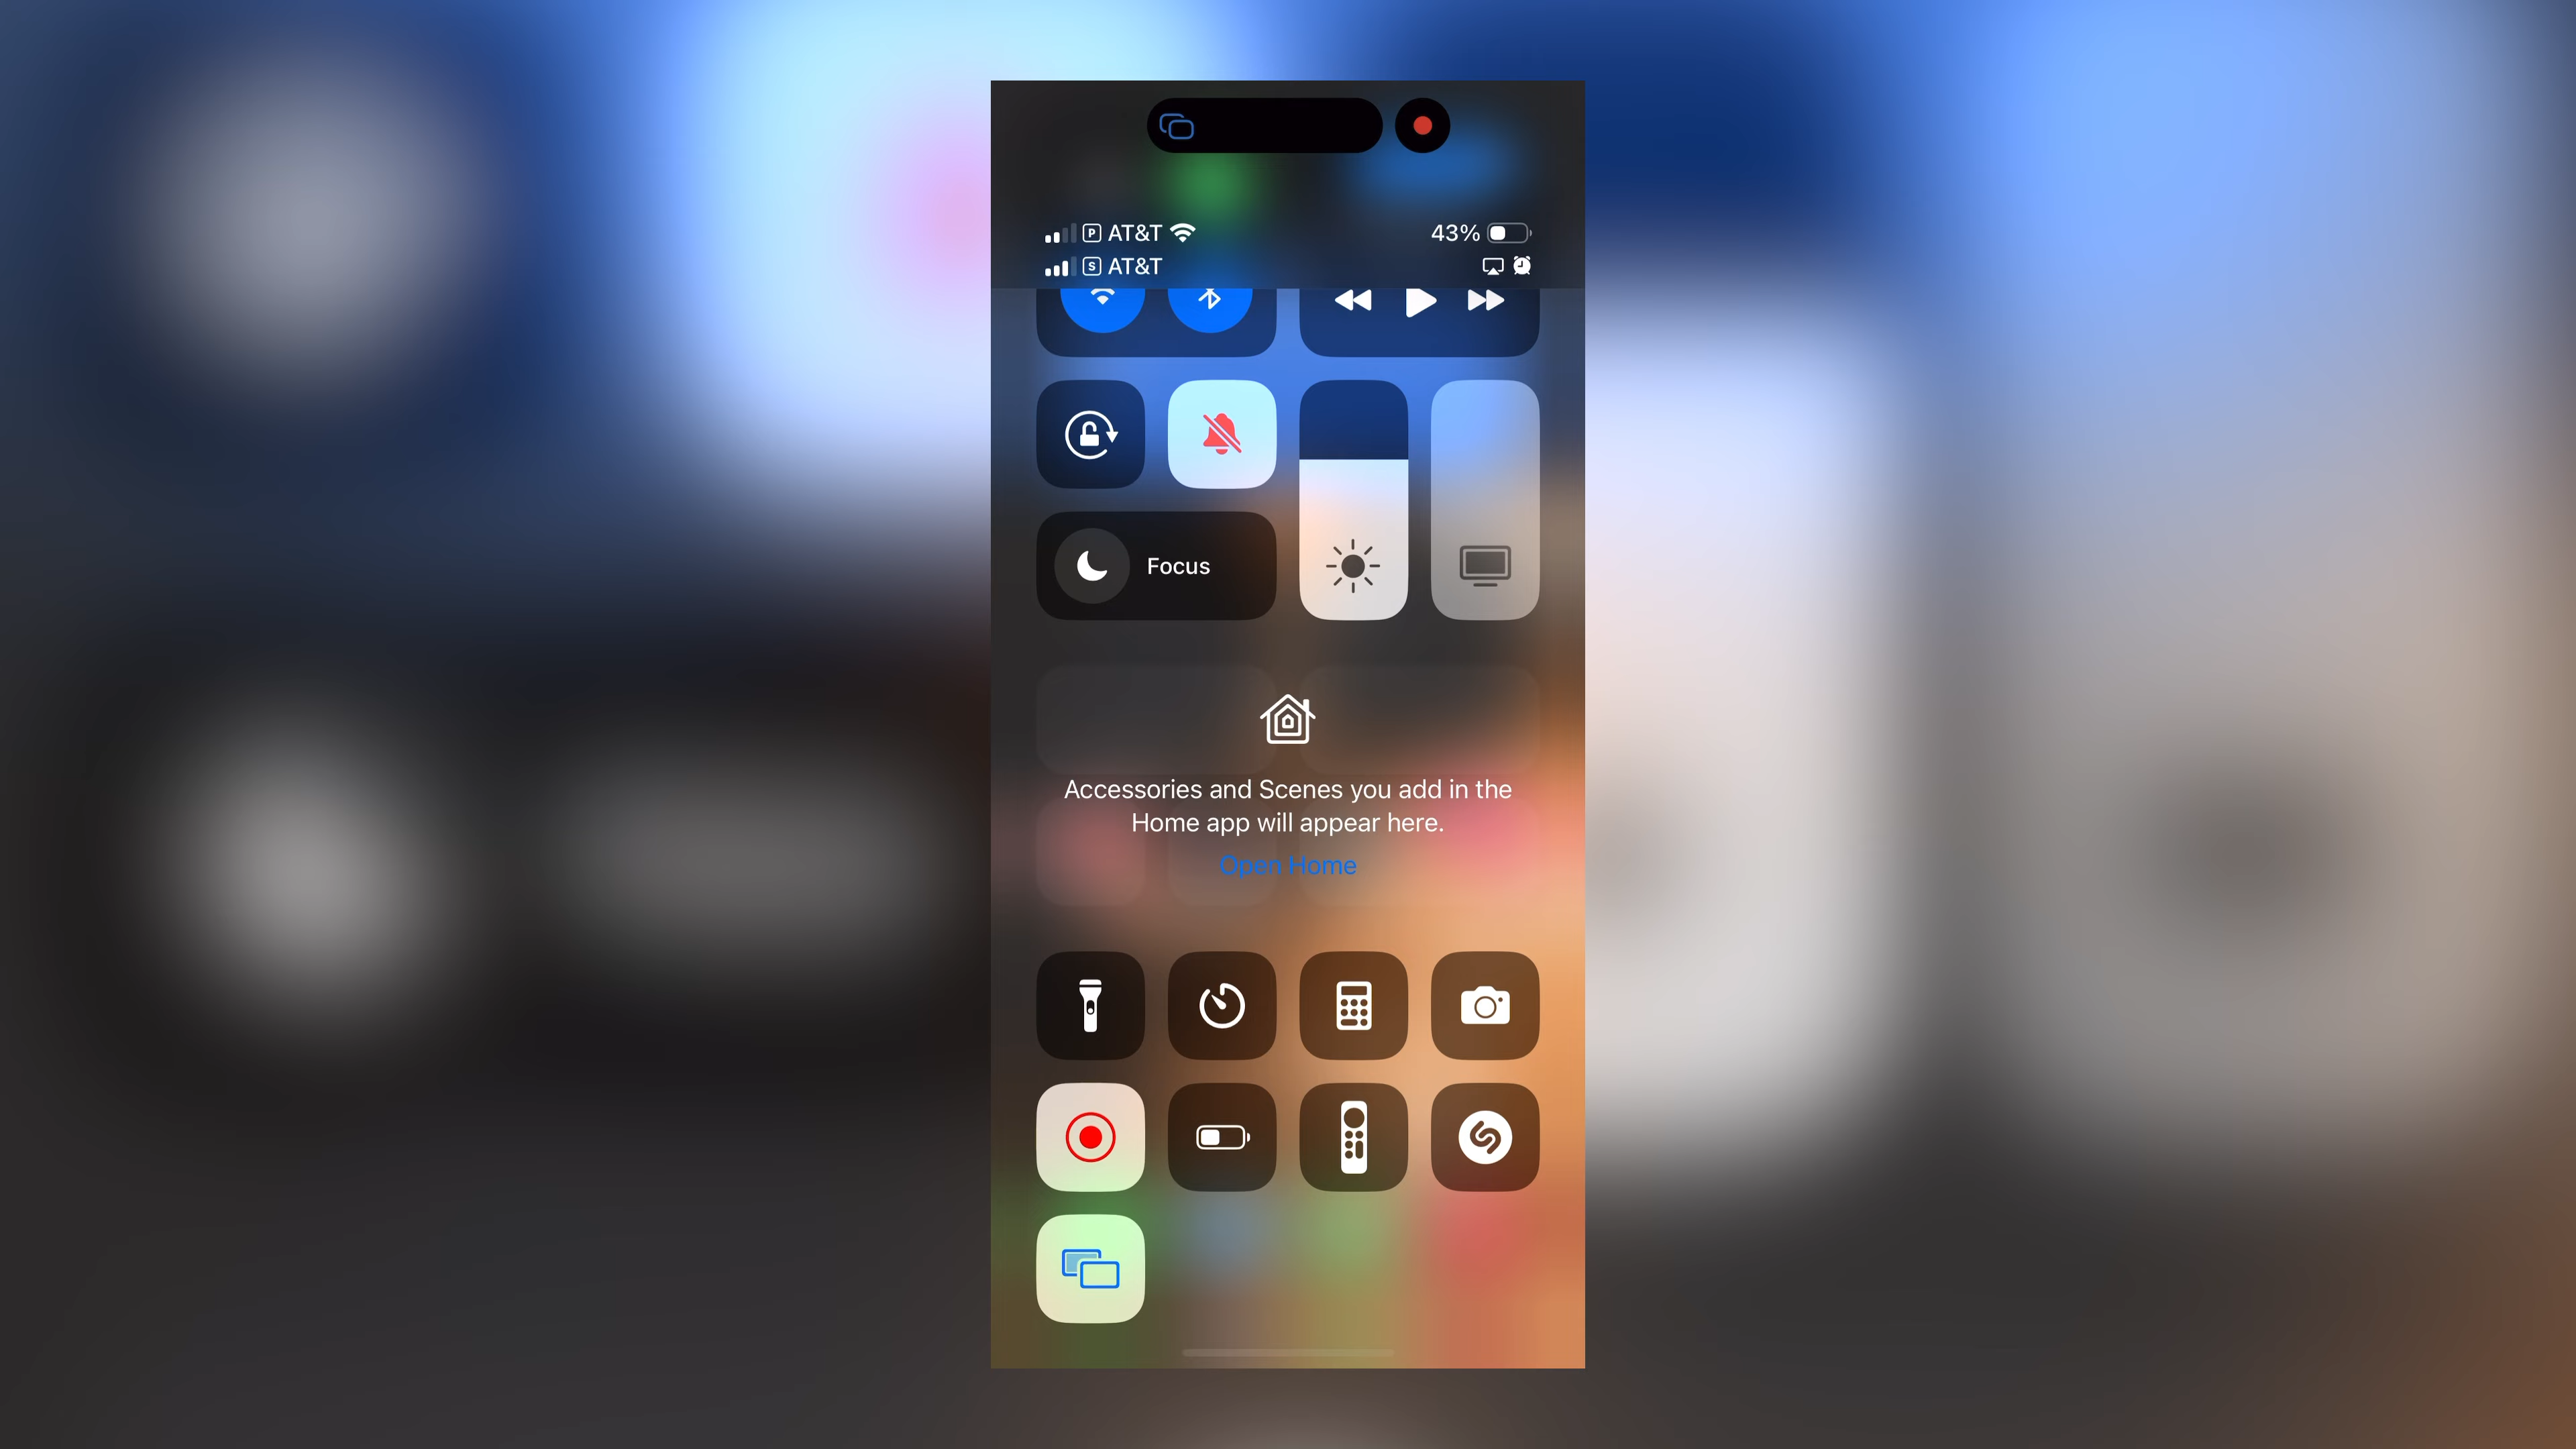 P AT&T
43%
S AT&T
Focus
Accessories and Scenes you add in the
Home app will appear here.
Open Home